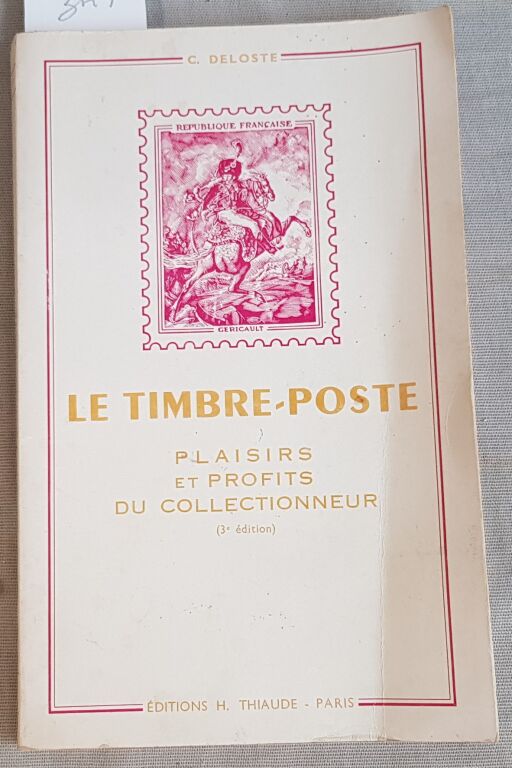 C. DELOSTE
REPUBLIQUE FRANÇAISE
GERICAULT
LE TIMBRE-POSTE
PLAISIRS
ET PROFITS
DU COLLECTIONNEUR
(3e édition)
ÉDITIONS H. THIAUDE - PARIS